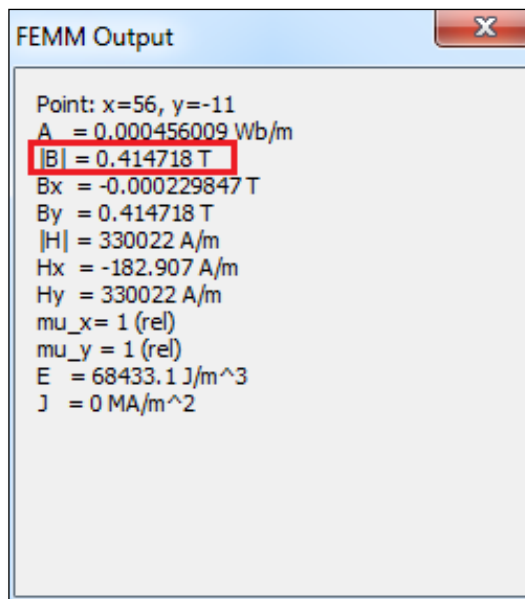 FEMM Output
Point: x=56, y=-11
A = 0.000456009 Wb/m
|B| = 0.414718 T
Bx = -0.000229847 T
By = 0.414718 T
|H| = 330022 A/m
Hx = -182.907 A/m
Hy = 330022 A/m
mu_x= 1 (rel)
mu_y = 1 (rel)
E = 68433.1 J/m^3
J = 0 MA/m^2